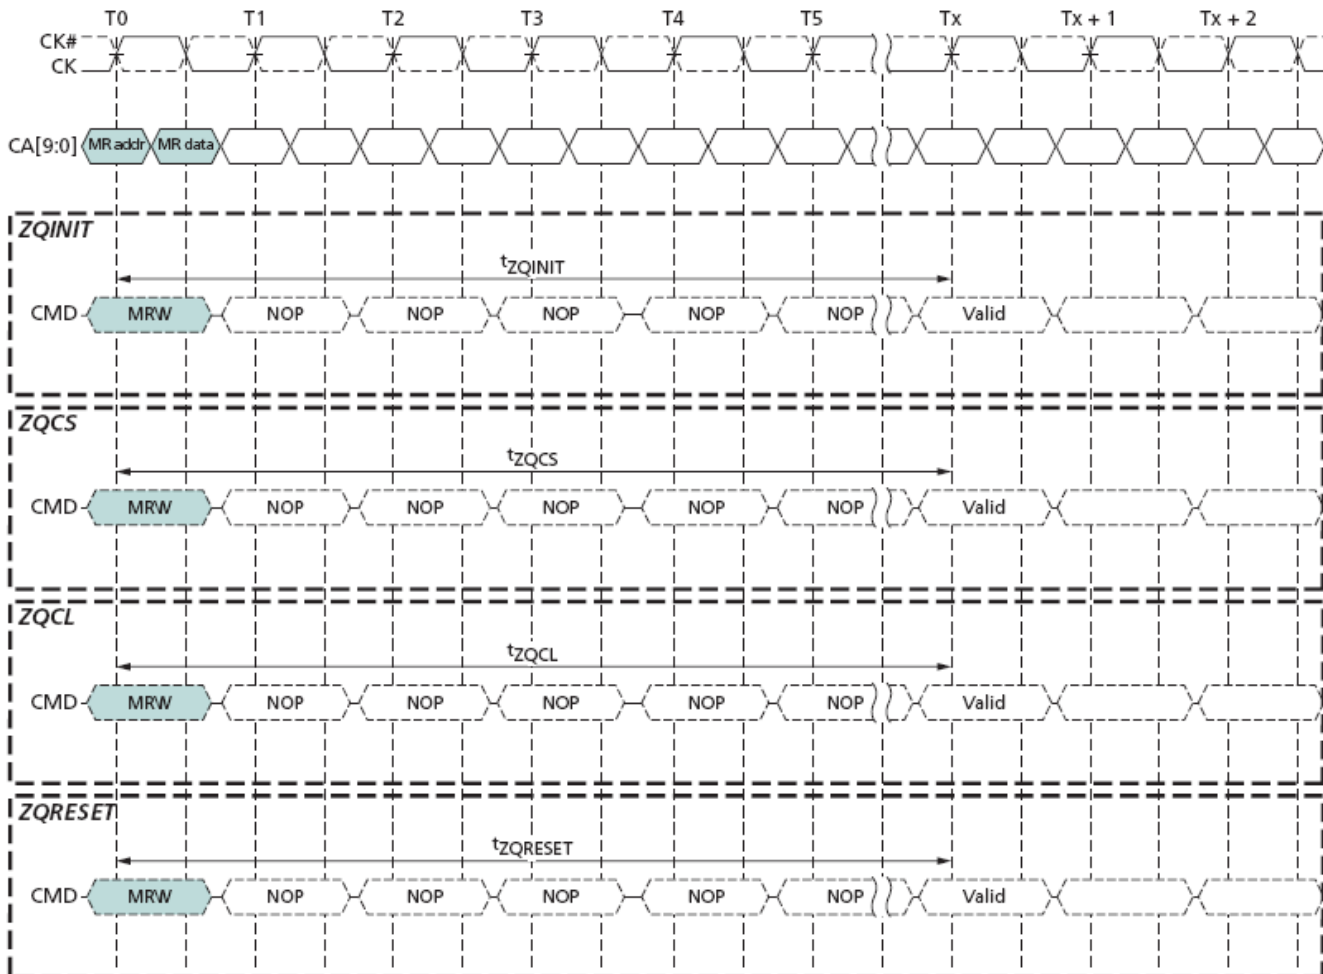 T0 T1 T2 T3 T4 T5 Tx Tx + 1 Tx + 2
CK#
CK
CA[9:0] MR addr MR data
ZQINIT
tZQINIT
CMD MRW NOP NOP NOP NOP NOP Valid
ZQCS
tZQCS
CMD MRW NOP NOP NOP NOP NOP Valid
ZQCL
tZQCL
CMD MRW NOP NOP NOP NOP NOP Valid
ZQRESET
tZQRESET
CMD MRW NOP NOP NOP NOP NOP Valid